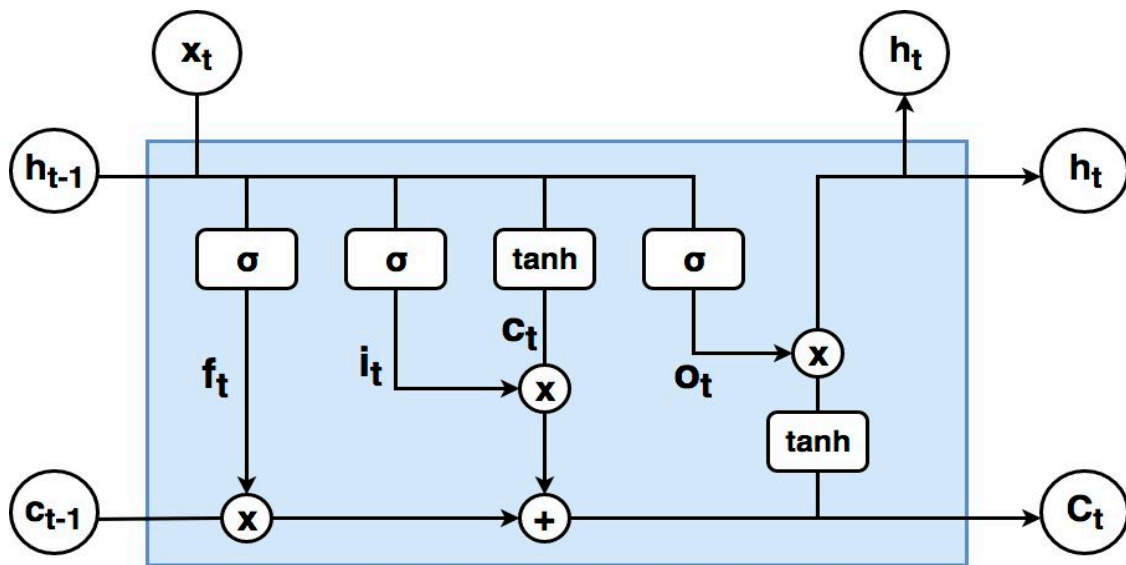 xₜ hₜ
hₜ₋₁ hₜ
σ σ tanh σ
cₜ
x
fₜ iₜ oₜ
x
tanh
cₜ₋₁ x + Cₜ